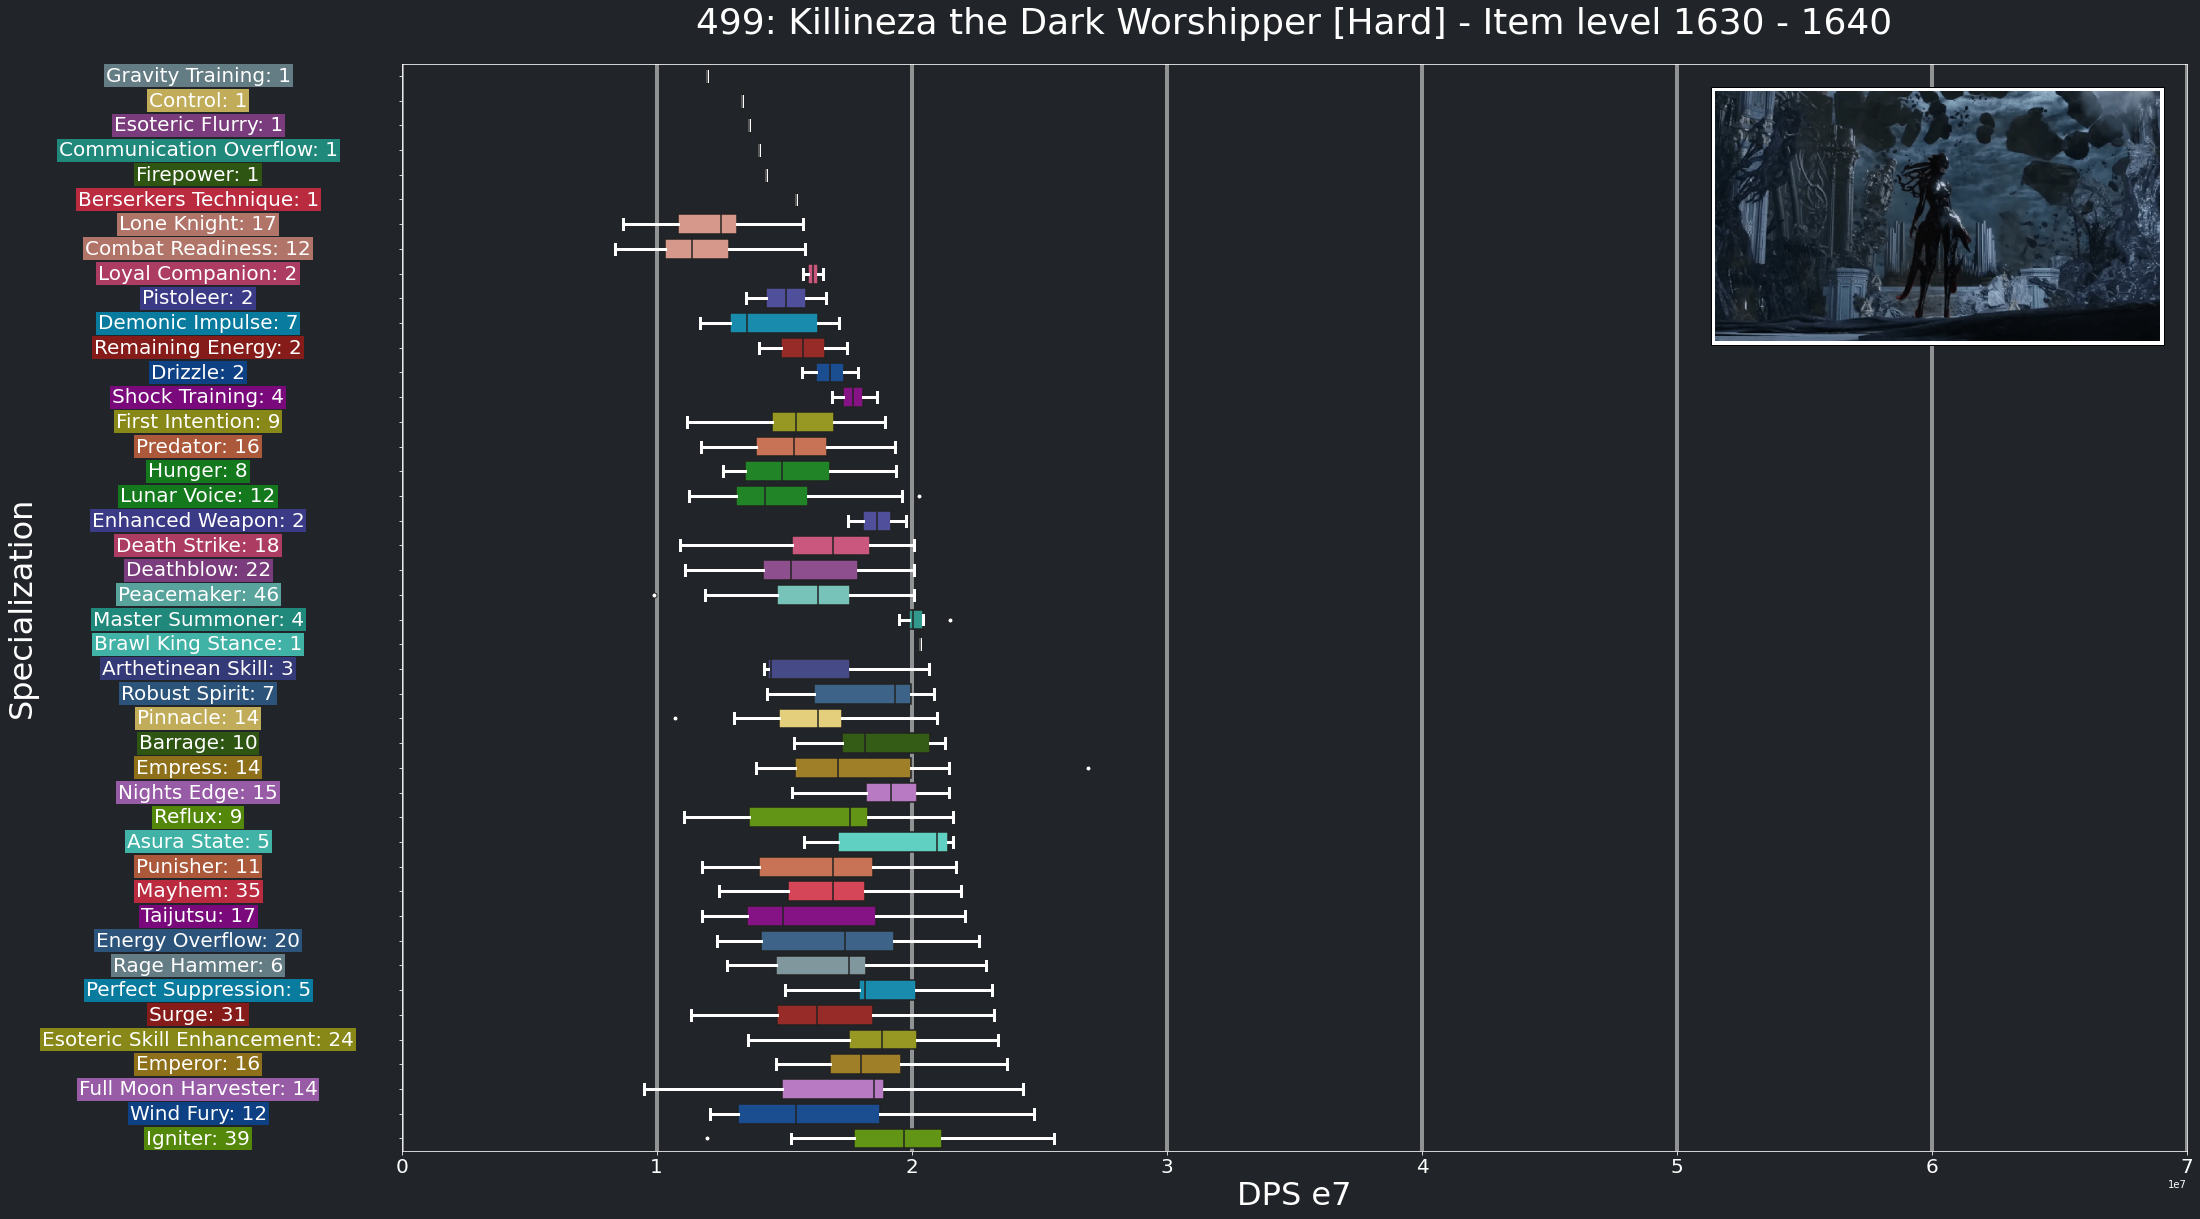 499: Killineza the Dark Worshipper [Hard] - Item level 1630 - 1640
Specialization
Gravity Training: 1
Control: 1
Esoteric Flurry: 1
Communication Overflow: 1
Firepower: 1
Berserkers Technique: 1
Lone Knight: 17
Combat Readiness: 12
Loyal Companion: 2
Pistoleer: 2
Demonic Impulse: 7
Remaining Energy: 2
Drizzle: 2
Shock Training: 4
First Intention: 9
Predator: 16
Hunger: 8
Lunar Voice: 12
Enhanced Weapon: 2
Death Strike: 18
Deathblow: 22
Peacemaker: 46
Master Summoner: 4
Brawl King Stance: 1
Arthetinean Skill: 3
Robust Spirit: 7
Pinnacle: 14
Barrage: 10
Empress: 14
Nights Edge: 15
Reflux: 9
Asura State: 5
Punisher: 11
Mayhem: 35
Taijutsu: 17
Energy Overflow: 20
Rage Hammer: 6
Perfect Suppression: 5
Surge: 31
Esoteric Skill Enhancement: 24
Emperor: 16
Full Moon Harvester: 14
Wind Fury: 12
Igniter: 39
0 1 2 3 4 5 6 7
1e7
DPS e7